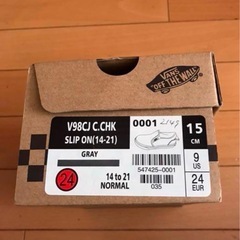 VANS
"OFF THE WALL"
V98CJ C.CHK
SLIP ON(14-21)
GRAY
24
14 to 21
NORMAL
0001
2149
547425-0001
035
15
CM
9
US
24
EUR